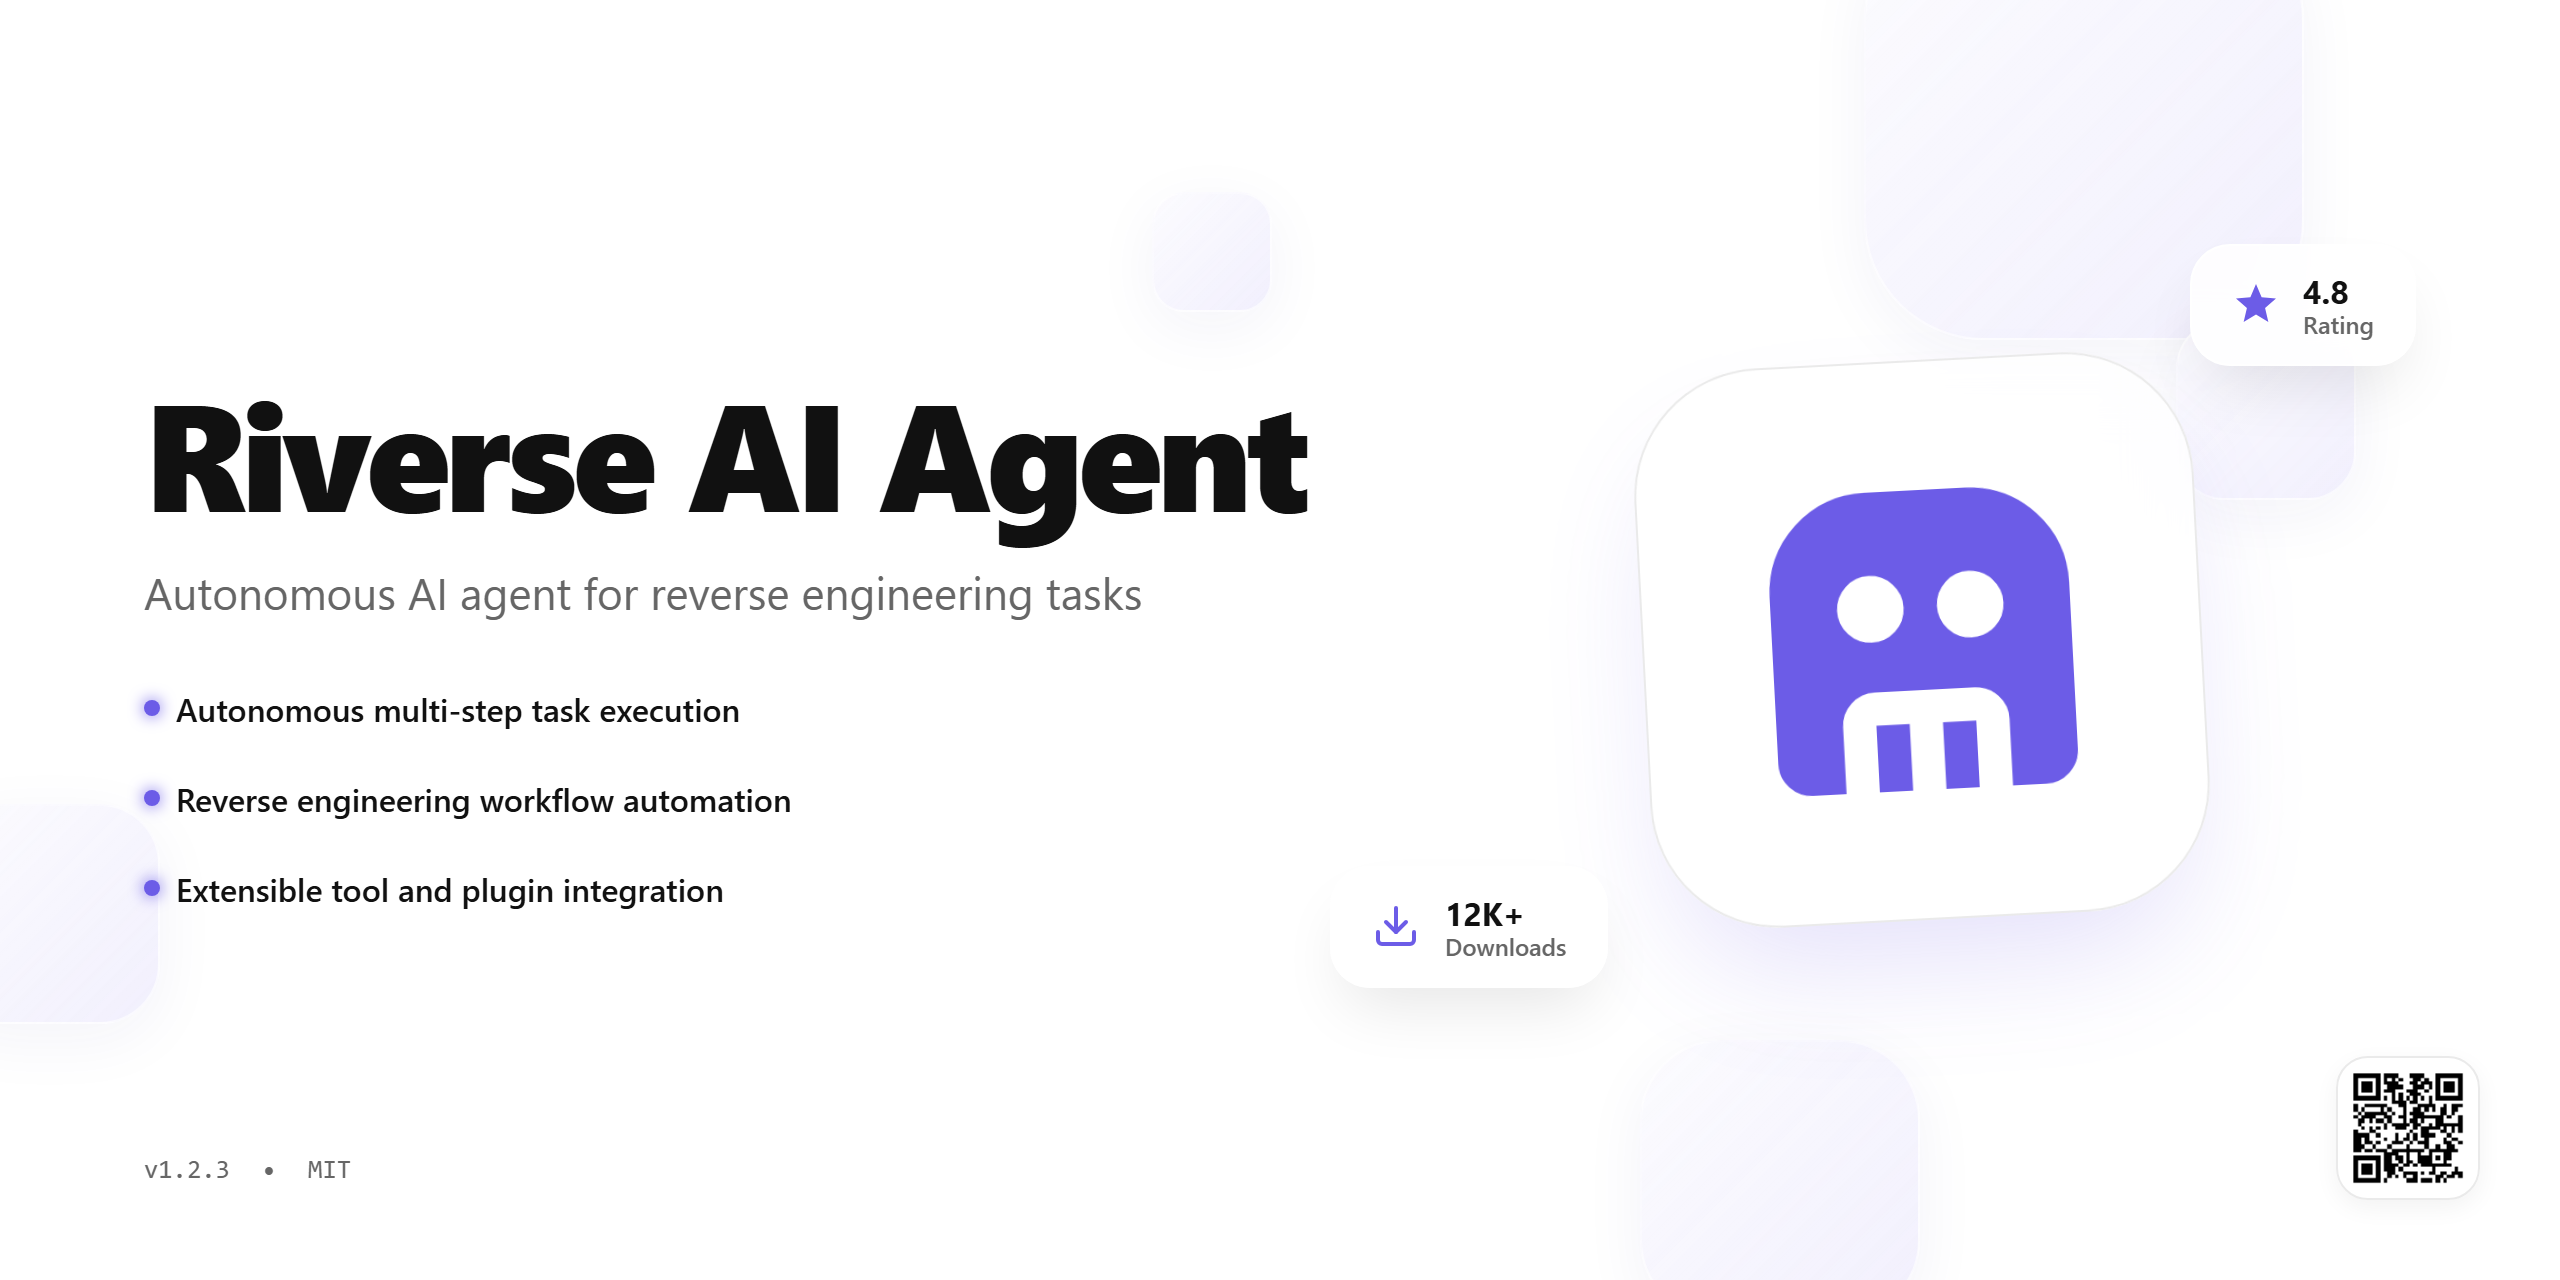 Riverse AI Agent
Autonomous AI agent for reverse engineering tasks
Autonomous multi-step task execution
Reverse engineering workflow automation
Extensible tool and plugin integration
4.8
Rating
12K+
Downloads
v1.2.3 • MIT